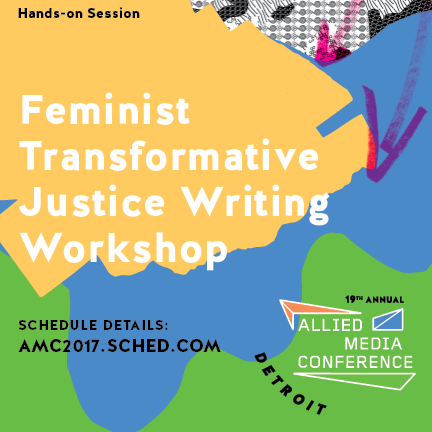 Hands-on Session
Feminist
Transformative
Justice Writing
Workshop
SCHEDULE DETAILS:
AMC2017.SCHED.COM
19TH ANNUAL
ALLIED
MEDIA
CONFERENCE
DETROIT